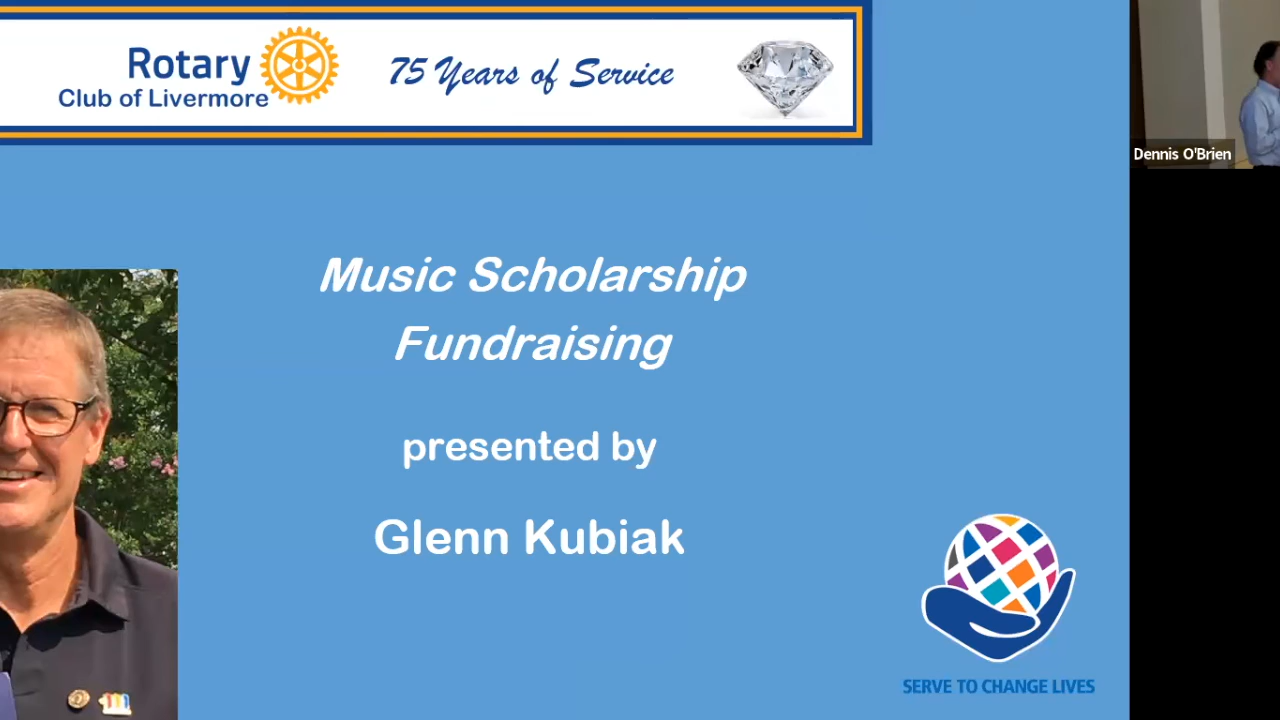 Rotary
Club of Livermore
75 Years of Service
Dennis O'Brien
Music Scholarship
Fundraising
presented by
Glenn Kubiak
SERVE TO CHANGE LIVES